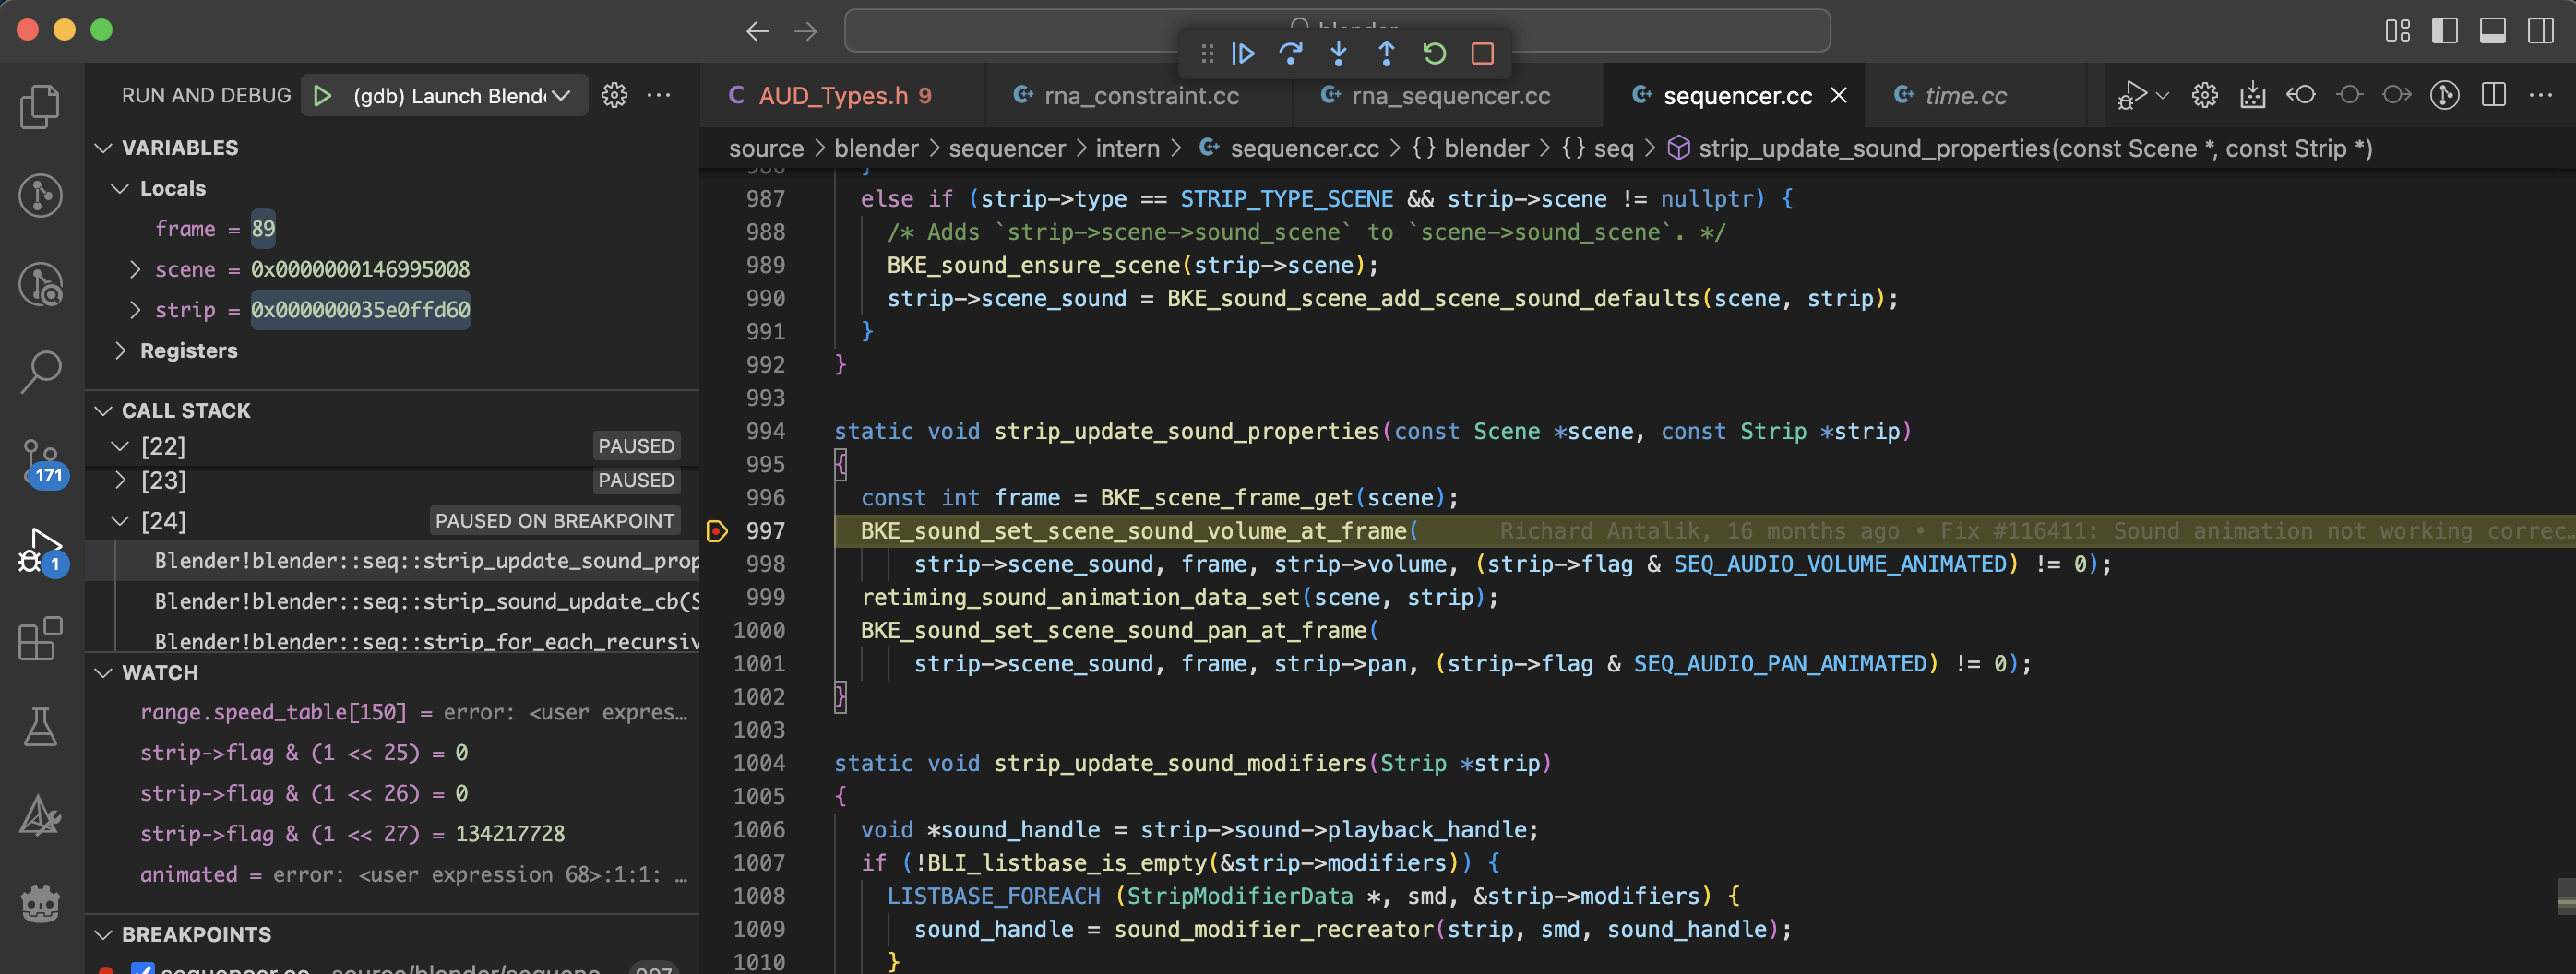 RUN AND DEBUG (gdb) Launch Blend
VARIABLES
Locals
frame = 89
scene = 0x0000000146995008
strip = 0x000000035e0ffd60
Registers
CALL STACK
[22] PAUSED
[23] PAUSED
[24] PAUSED ON BREAKPOINT
Blender!blender::seq::strip_update_sound_prop
Blender!blender::seq::strip_sound_update_cb(S
Blender!blender::seq::strip_for_each_recursiv
WATCH
range.speed_table[150] = error: <user expres…
strip->flag & (1 << 25) = 0
strip->flag & (1 << 26) = 0
strip->flag & (1 << 27) = 134217728
animated = error: <user expression 68>:1:1: …
BREAKPOINTS
sequencer.cc source/blender/sequenc 997
171
1
blender
AUD_Types.h 9 rna_constraint.cc rna_sequencer.cc sequencer.cc time.cc
source > blender > sequencer > intern > sequencer.cc > {} blender > {} seq > strip_update_sound_properties(const Scene *, const Strip *)
986 }
987 else if (strip->type == STRIP_TYPE_SCENE && strip->scene != nullptr) {
988 /* Adds `strip->scene->sound_scene` to `scene->sound_scene`. */
989 BKE_sound_ensure_scene(strip->scene);
990 strip->scene_sound = BKE_sound_scene_add_scene_sound_defaults(scene, strip);
991 }
992 }
993
994 static void strip_update_sound_properties(const Scene *scene, const Strip *strip)
995 {
996 const int frame = BKE_scene_frame_get(scene);
997 BKE_sound_set_scene_sound_volume_at_frame( Richard Antalik, 16 months ago • Fix #116411: Sound animation not working correc…
998 strip->scene_sound, frame, strip->volume, (strip->flag & SEQ_AUDIO_VOLUME_ANIMATED) != 0);
999 retiming_sound_animation_data_set(scene, strip);
1000 BKE_sound_set_scene_sound_pan_at_frame(
1001 strip->scene_sound, frame, strip->pan, (strip->flag & SEQ_AUDIO_PAN_ANIMATED) != 0);
1002 }
1003
1004 static void strip_update_sound_modifiers(Strip *strip)
1005 {
1006 void *sound_handle = strip->sound->playback_handle;
1007 if (!BLI_listbase_is_empty(&strip->modifiers)) {
1008 LISTBASE_FOREACH (StripModifierData *, smd, &strip->modifiers) {
1009 sound_handle = sound_modifier_recreator(strip, smd, sound_handle);
1010 }